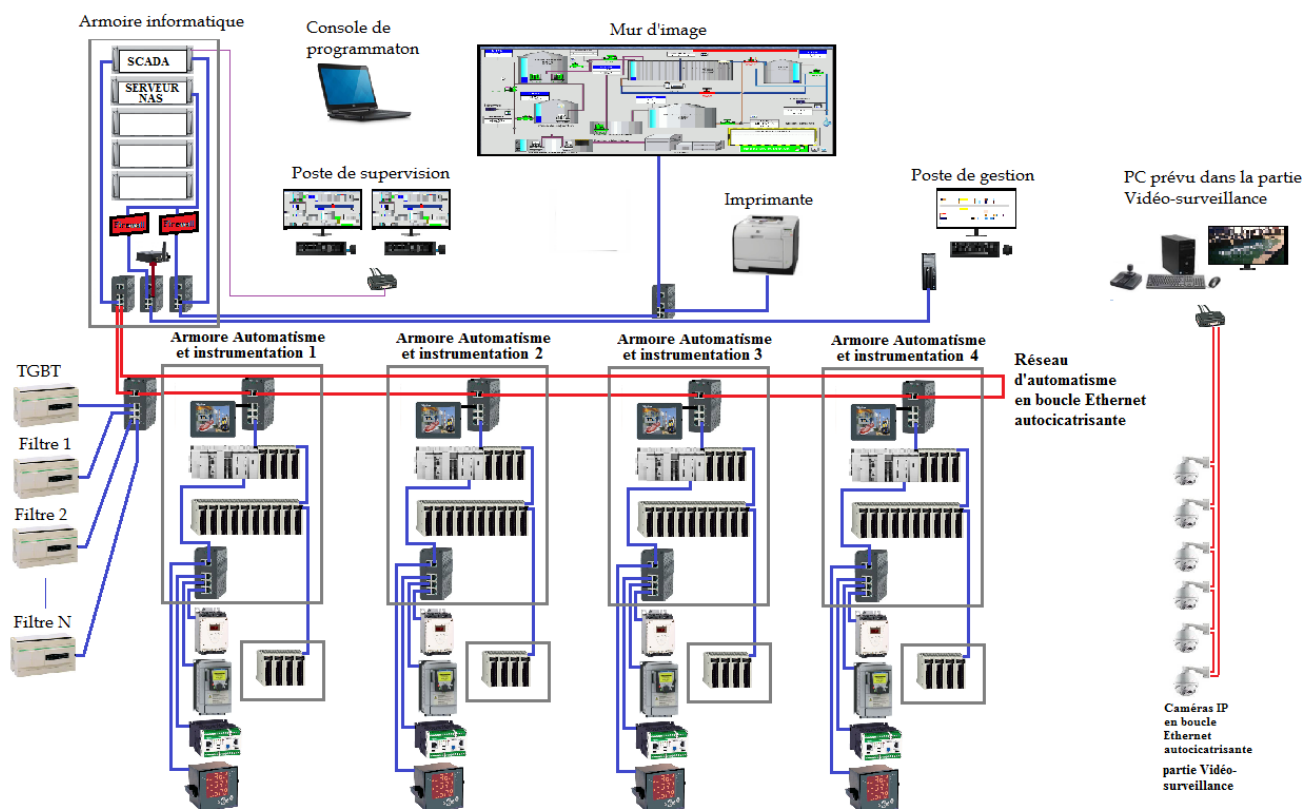 Armoire informatique
SCADA
SERVEUR
NAS
Console de
programmaton
Mur d'image
Poste de supervision
Imprimante
Poste de gestion
PC prévu dans la partie
Vidéo-surveillance
Armoire Automatisme
et instrumentation 1
Armoire Automatisme
et instrumentation 2
Armoire Automatisme
et instrumentation 3
Armoire Automatisme
et instrumentation 4
Réseau
d'automatisme
en boucle Ethernet
autocicatrisante
TGBT
Filtre 1
Filtre 2
Filtre N
Caméras IP
en boucle
Ethernet
autocicatrisante
partie Vidéo-
surveillance